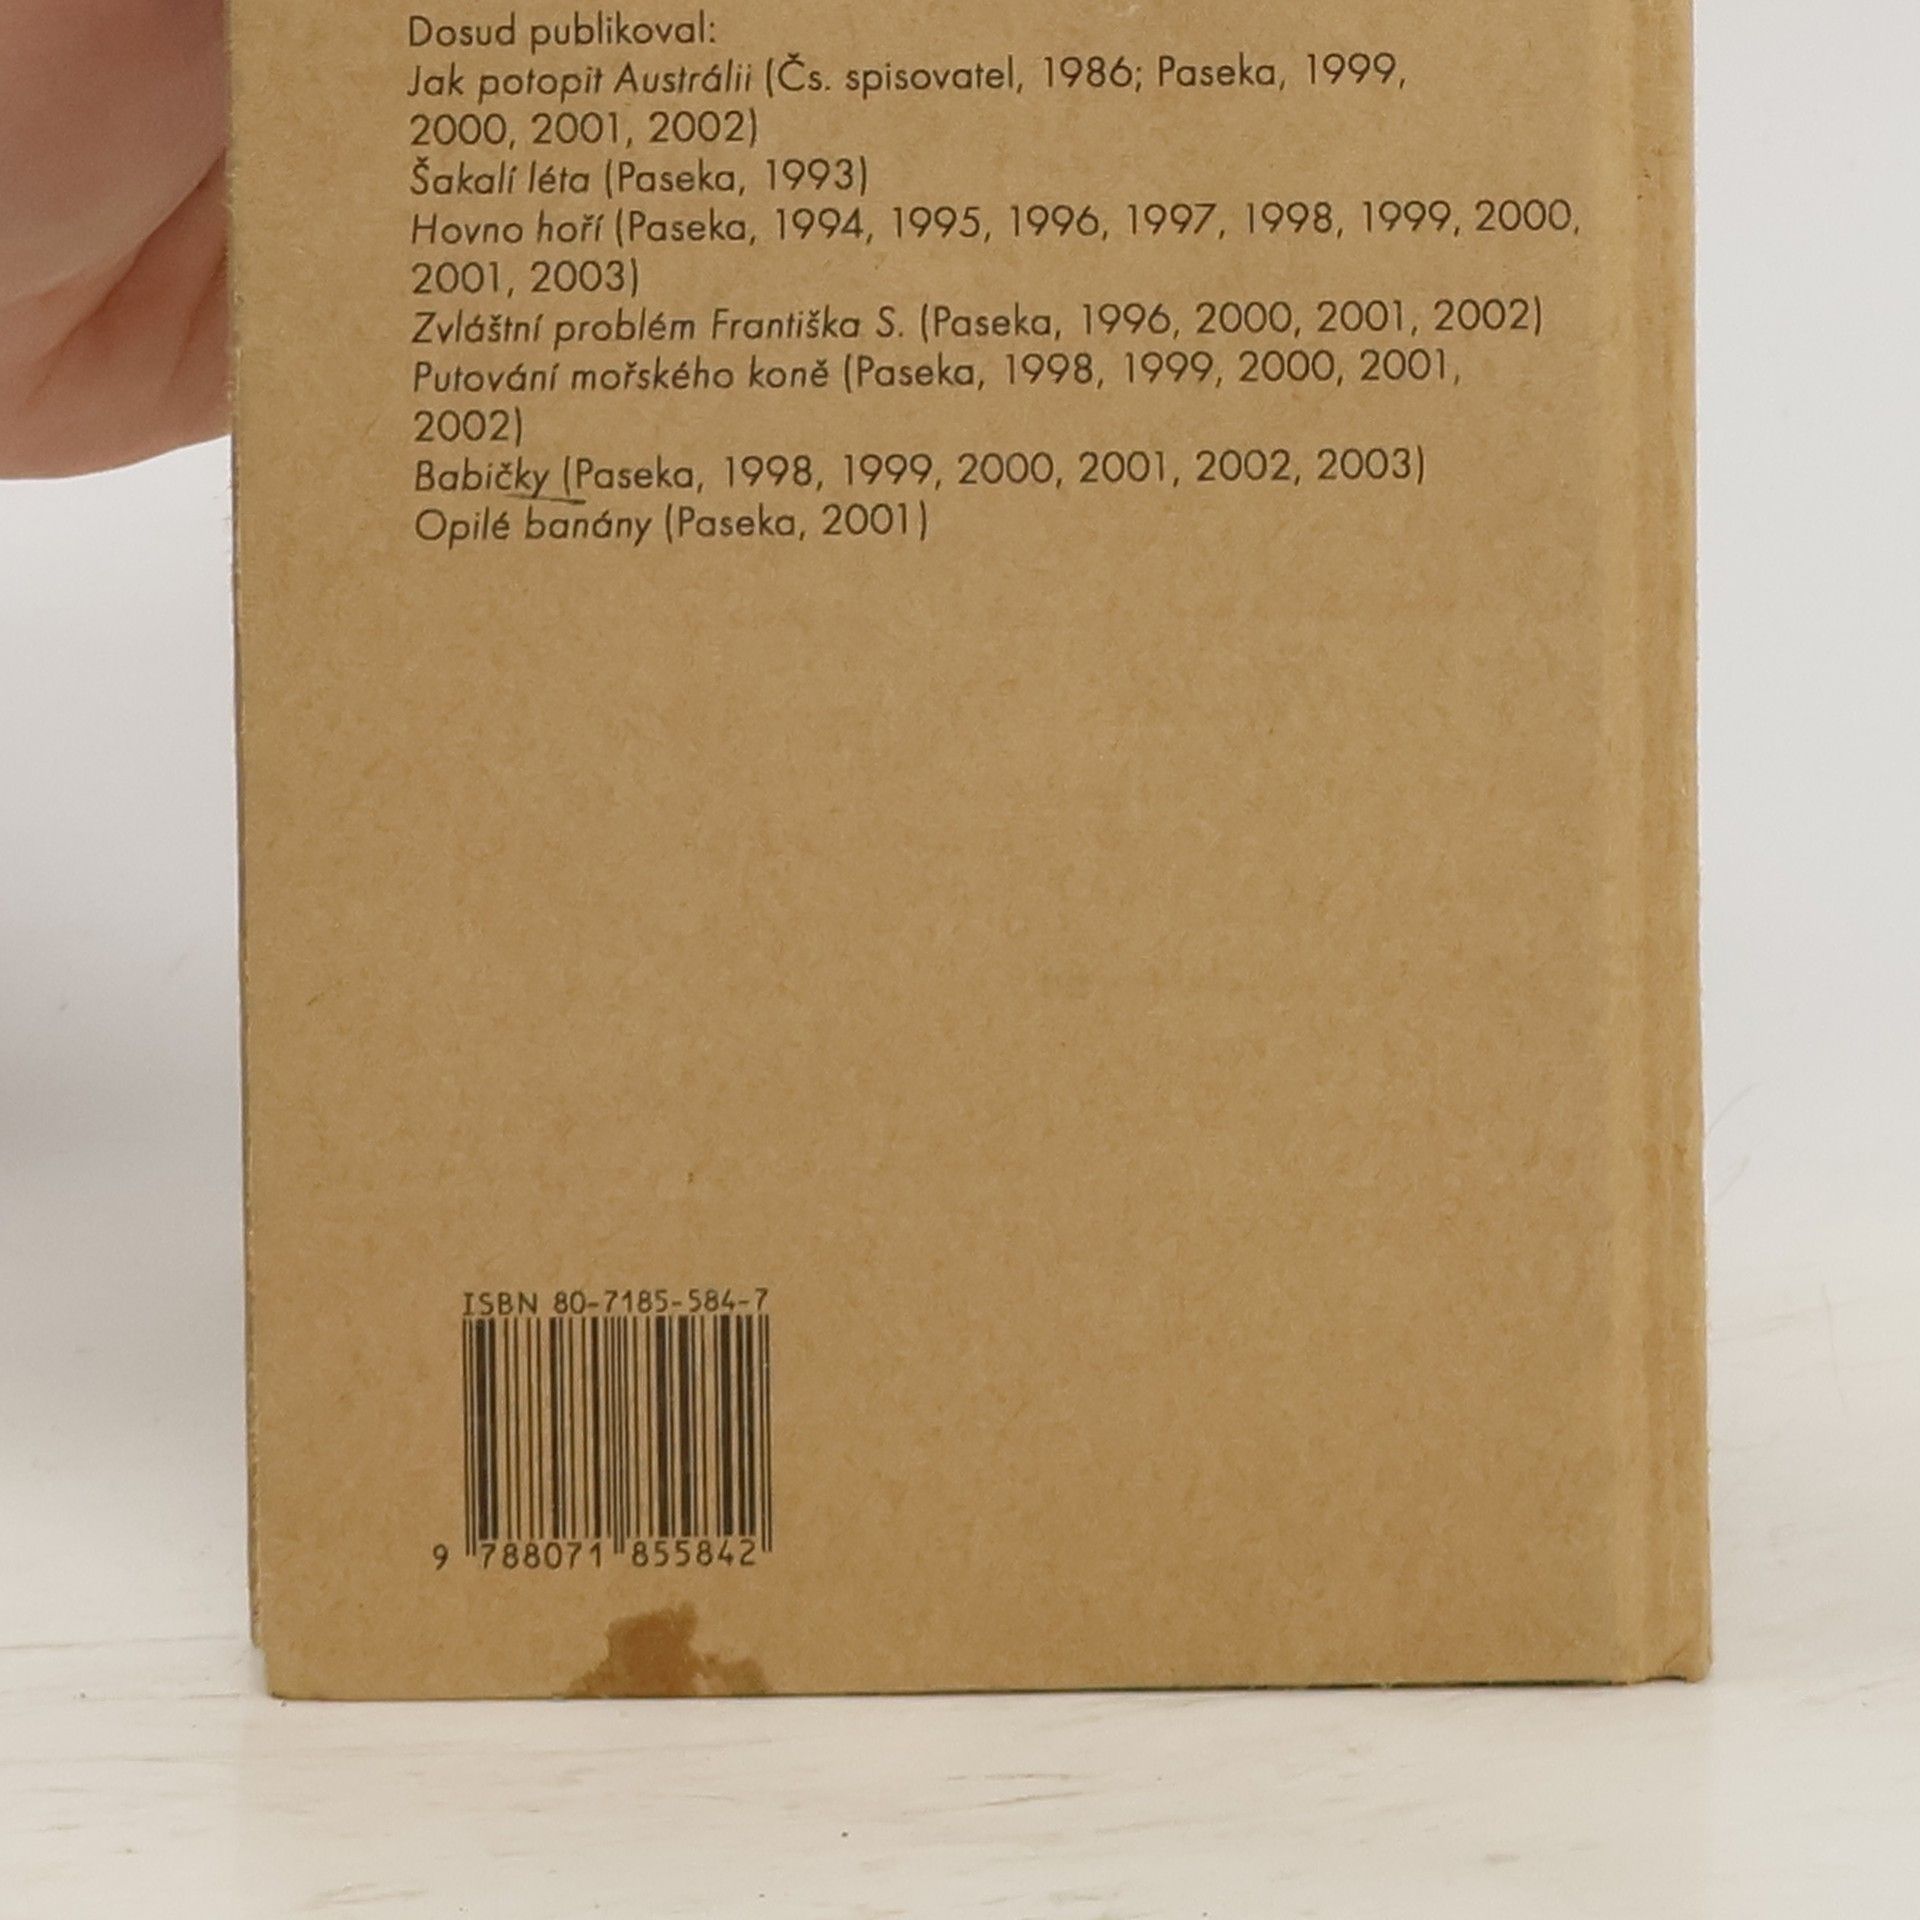 Dosud publikoval:
Jak potopit Austrálii (Čs. spisovatel, 1986; Paseka, 1999,
2000, 2001, 2002)
Šakalí léta (Paseka, 1993)
Hovno hoří (Paseka, 1994, 1995, 1996, 1997, 1998, 1999, 2000,
2001, 2003)
Zvláštní problém Františka S. (Paseka, 1996, 2000, 2001, 2002)
Putování mořského koně (Paseka, 1998, 1999, 2000, 2001,
2002)
Babičky (Paseka, 1998, 1999, 2000, 2001, 2002, 2003)
Opilé banány (Paseka, 2001)
ISBN 80-7185-584-7
9 788071 855842